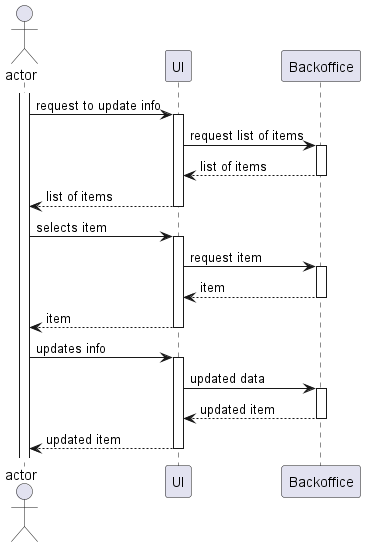 actor
UI
Backoffice
request to update info
request list of items
list of items
list of items
selects item
request item
item
item
updates info
updated data
updated item
updated item
actor
UI
Backoffice